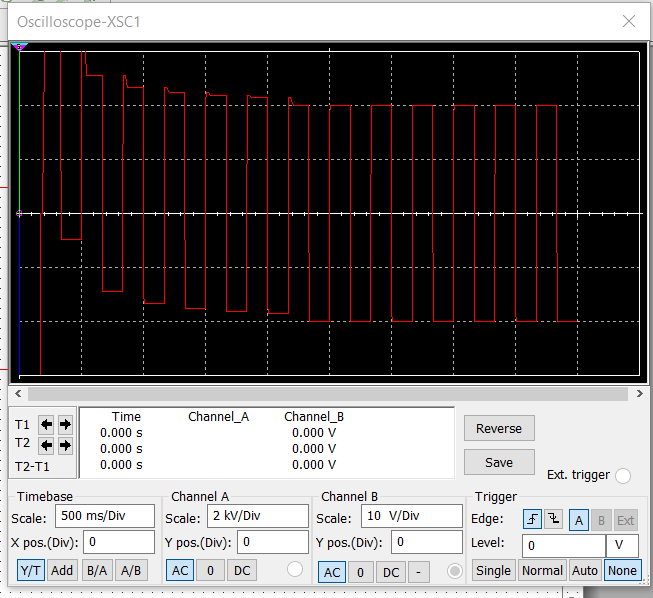 Oscilloscope-XSC1
Time Channel_A Channel_B
T1 0.000 s 0.000 V
T2 0.000 s 0.000 V
T2-T1 0.000 s 0.000 V
Reverse
Save
Ext. trigger
Timebase
Scale: 500 ms/Div
X pos.(Div): 0
Y/T Add B/A A/B
Channel A
Scale: 2 kV/Div
Y pos.(Div): 0
AC 0 DC
Channel B
Scale: 10 V/Div
Y pos.(Div): 0
AC 0 DC -
Trigger
Edge: A B Ext
Level: 0 V
Single Normal Auto None